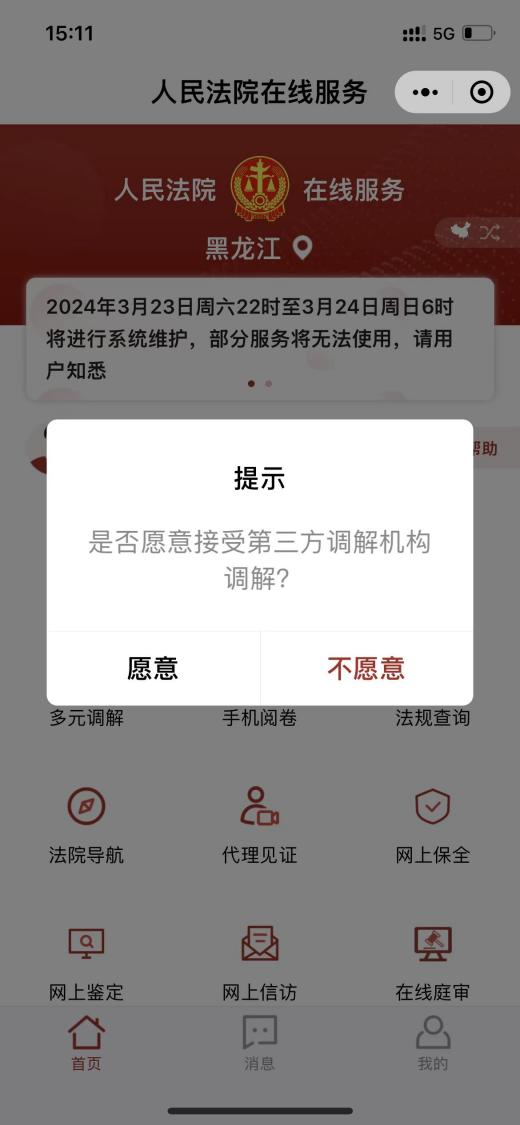 15:11
5G
人民法院在线服务
人民法院 在线服务
黑龙江
2024年3月23日周六22时至3月24日周日6时
将进行系统维护，部分服务将无法使用，请用
户知悉
帮助
提示
是否愿意接受第三方调解机构
调解?
愿意 不愿意
多元调解 手机阅卷 法规查询
法院导航 代理见证 网上保全
网上鉴定 网上信访 在线庭审
首页 消息 我的